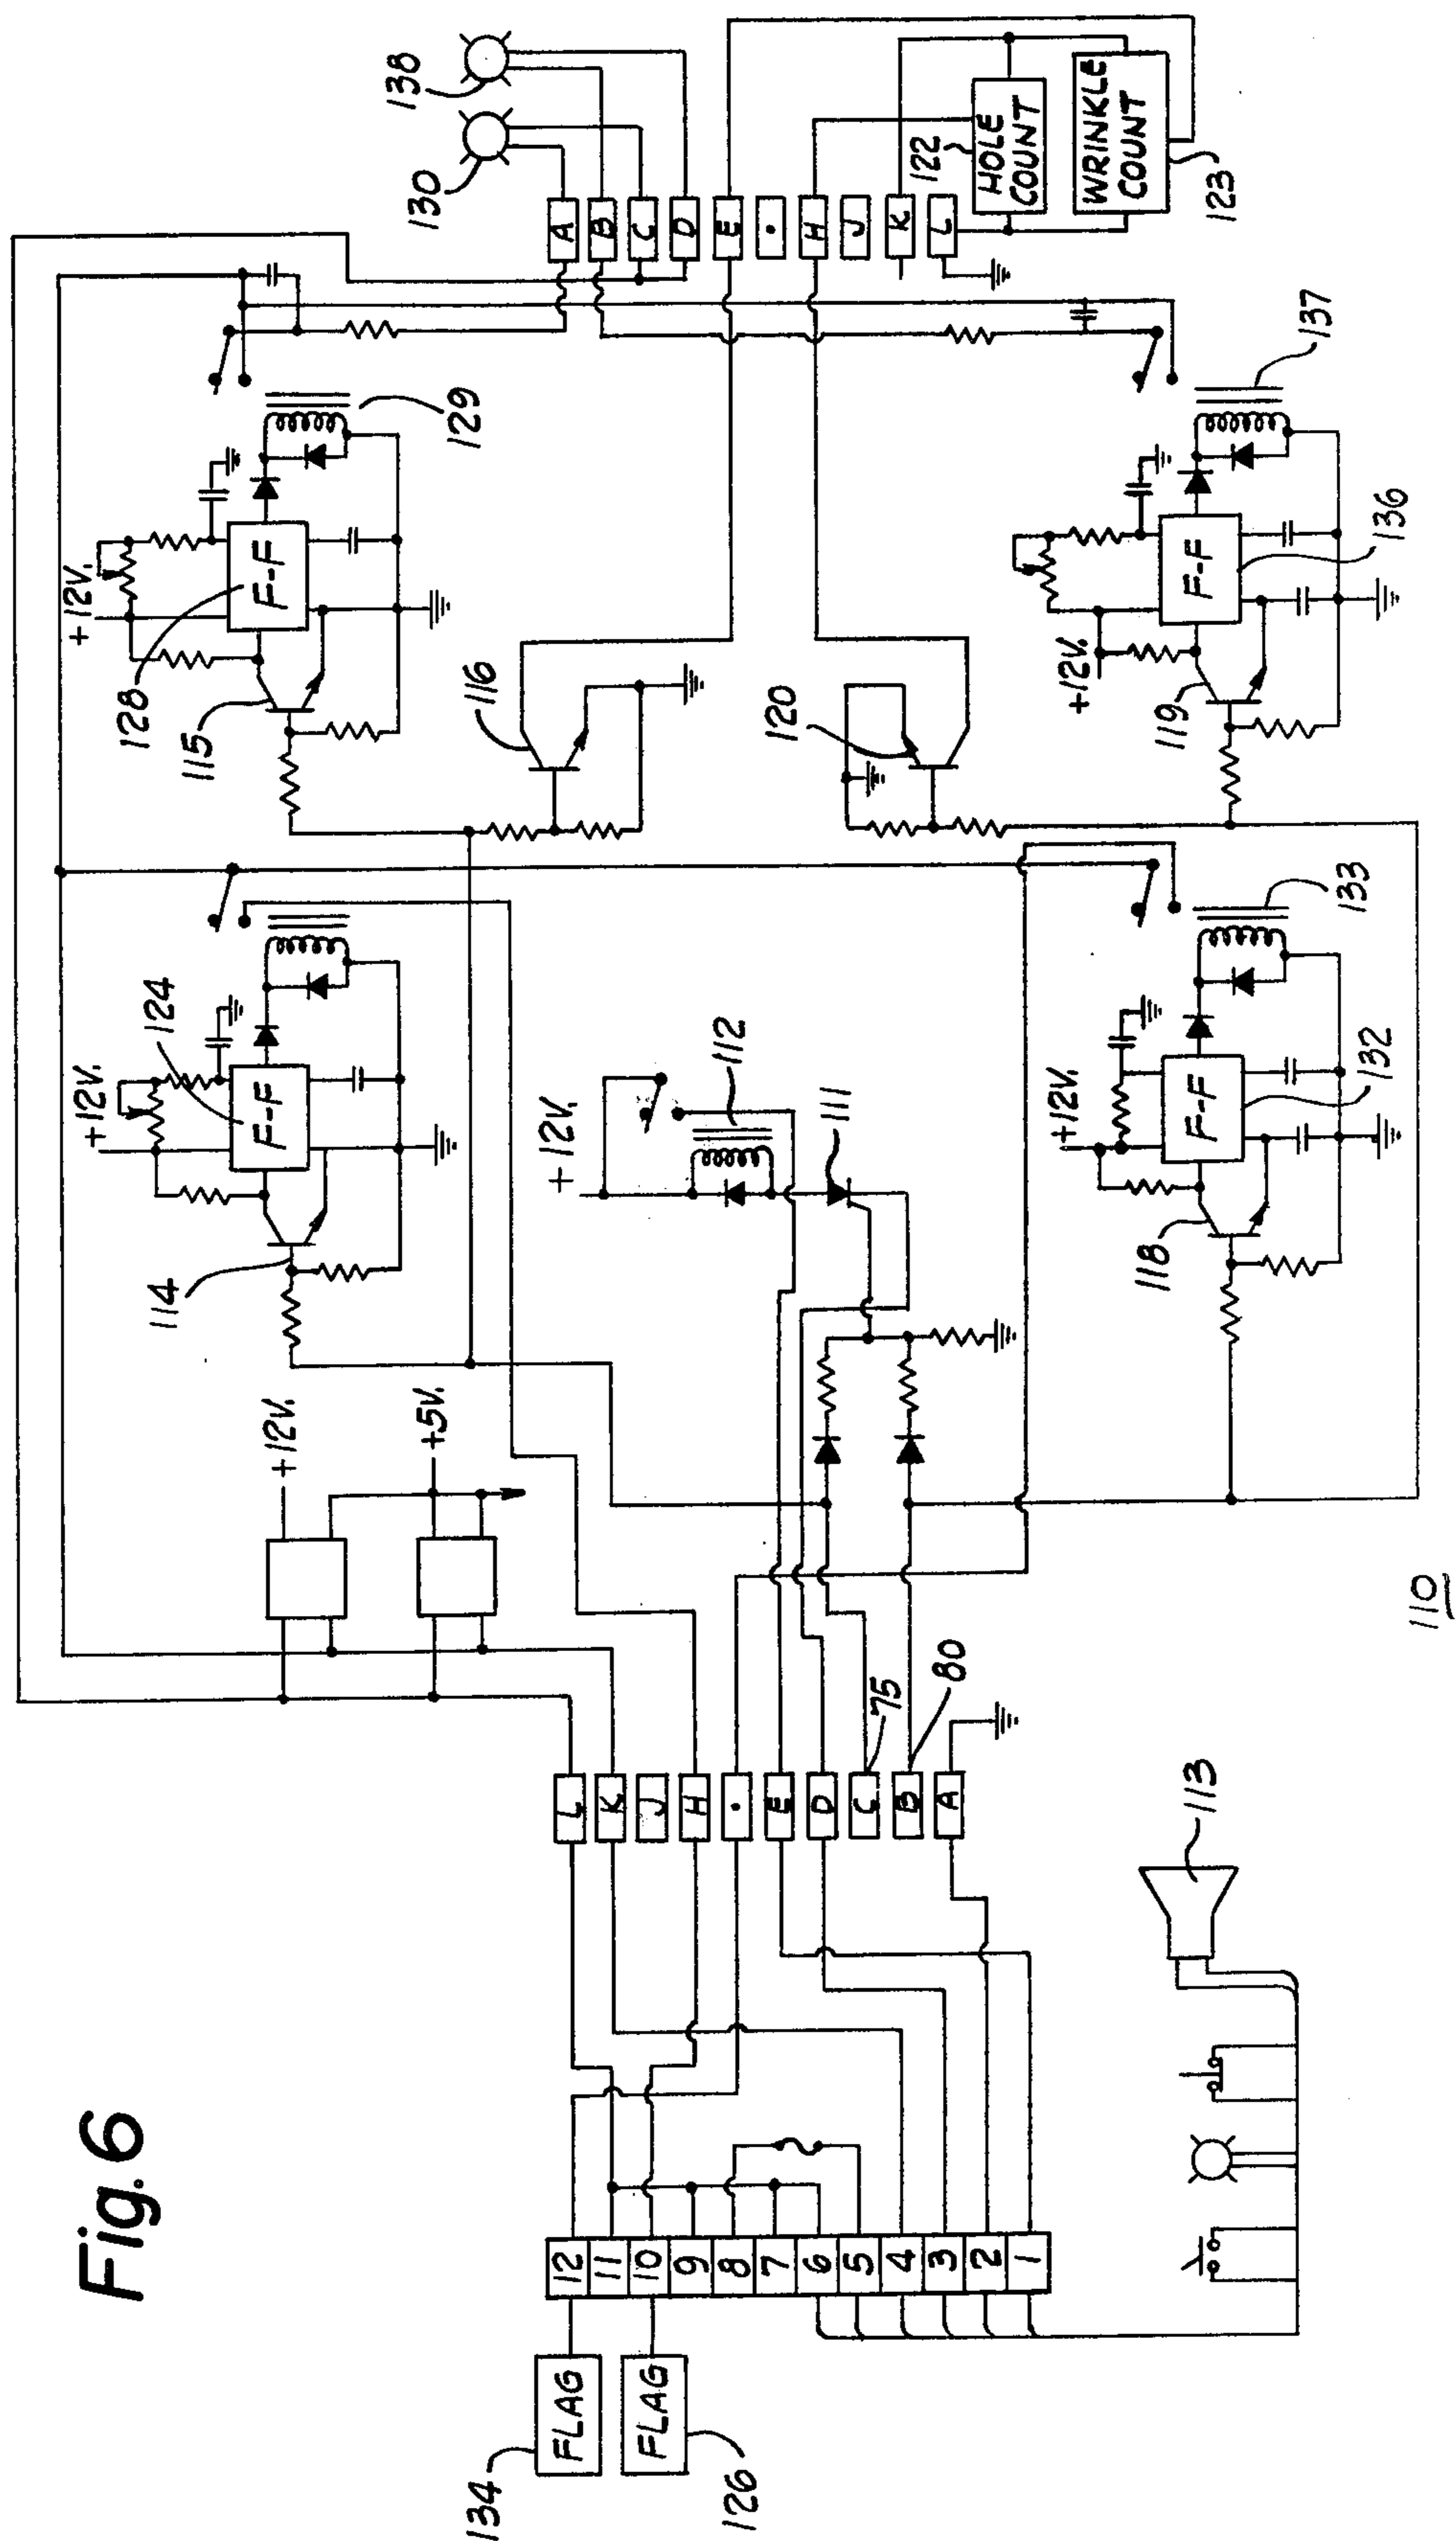 Fig. 6
134
FLAG
126
FLAG
12
11
10
9
8
7
6
5
4
3
2
1
113
L
K
J
H
.
E
D
C
B
A
75
80
110
+12V.
+5V.
114
+12V.
124
F-F
+12V.
112
111
118
+12V.
F-F
132
133
115
128
+12V.
F-F
129
116
120
119
+12V.
F-F
136
137
130
138
A
B
C
D
E
.
H
J
K
L
122
HOLE
COUNT
WRINKLE
COUNT
123